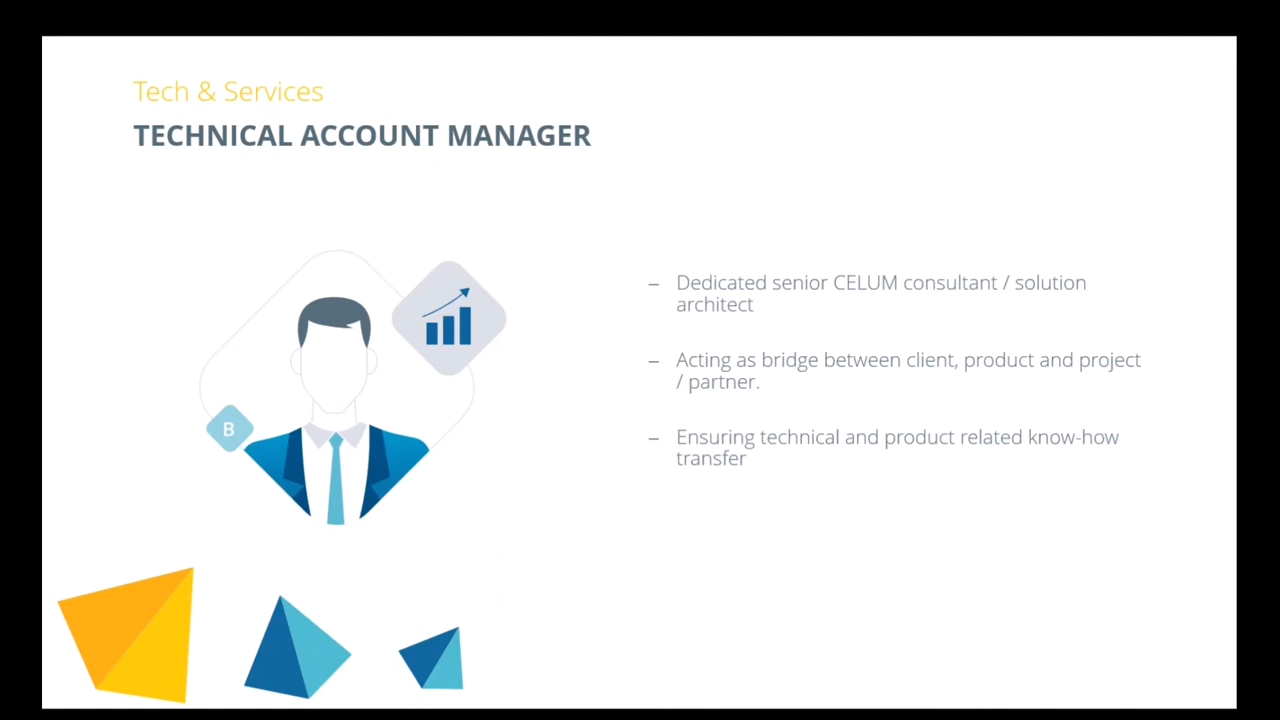 Tech & Services
TECHNICAL ACCOUNT MANAGER
– Dedicated senior CELUM consultant / solution
architect
– Acting as bridge between client, product and project
/ partner.
– Ensuring technical and product related know-how
transfer
B